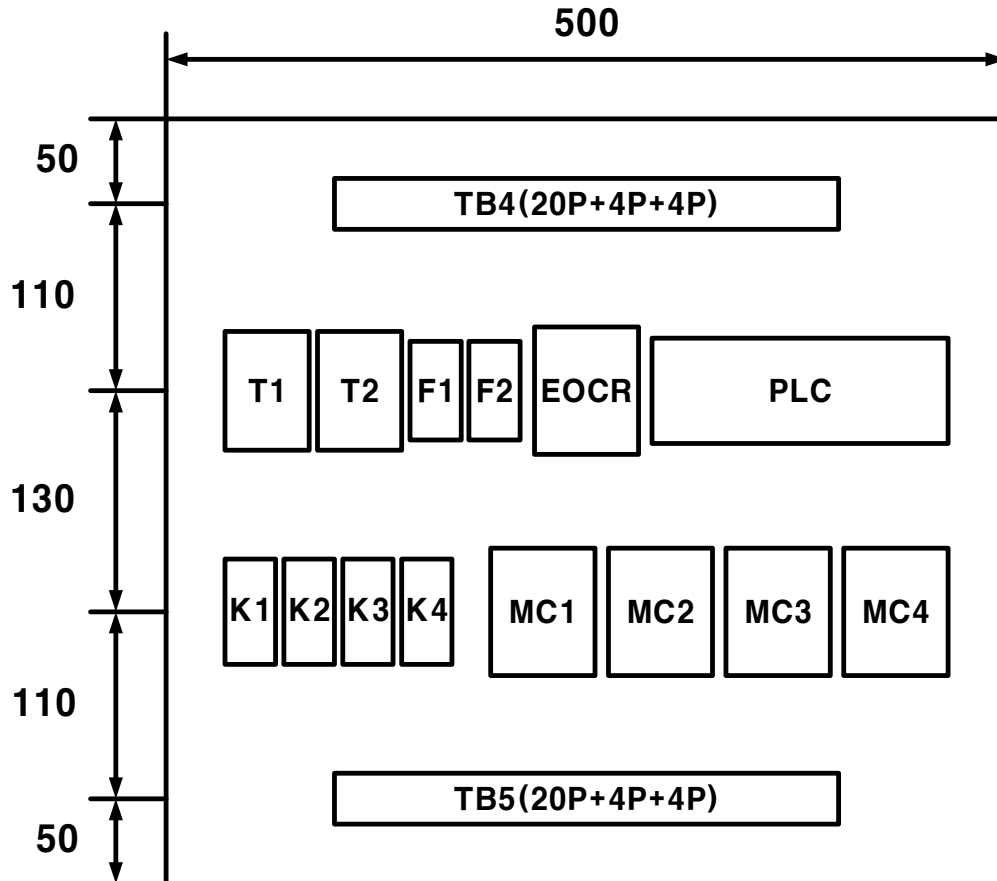 500
50
TB4(20P+4P+4P)
110
T1 T2 F1 F2 EOCR PLC
130
K1 K2 K3 K4 MC1 MC2 MC3 MC4
110
TB5(20P+4P+4P)
50